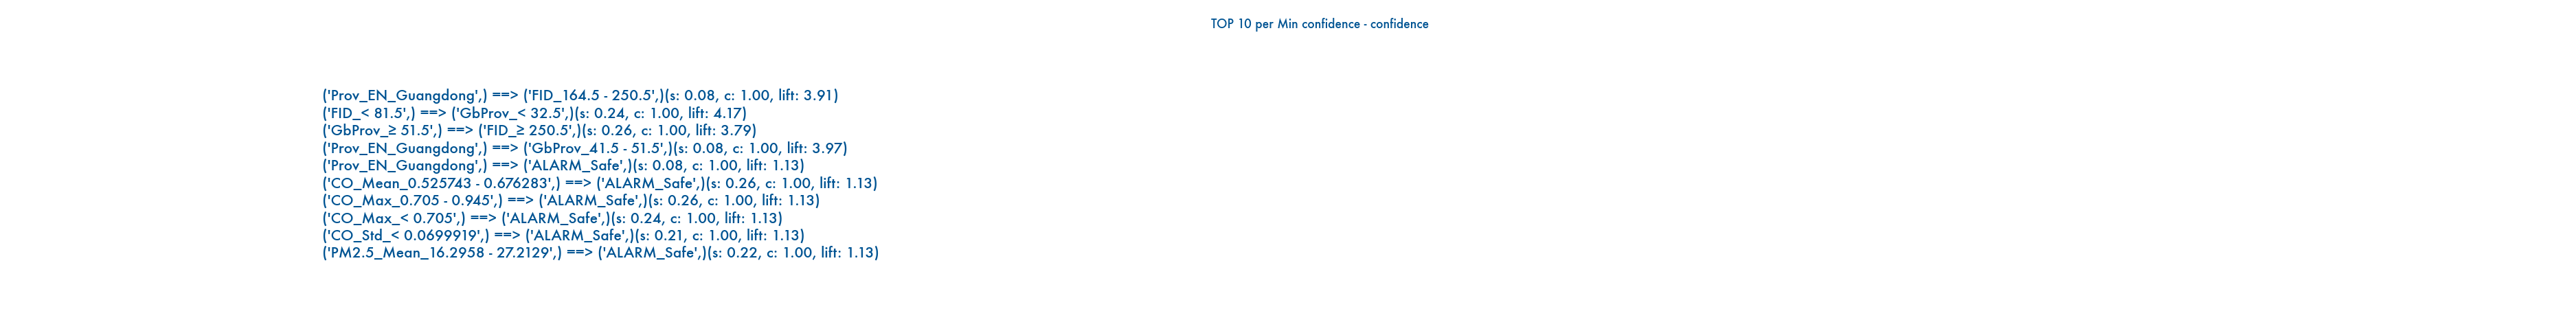 TOP 10 per Min confidence - confidence
('Prov_EN_Guangdong',) ==> ('FID_164.5 - 250.5',)(s: 0.08, c: 1.00, lift: 3.91)
('FID_< 81.5',) ==> ('GbProv_< 32.5',)(s: 0.24, c: 1.00, lift: 4.17)
('GbProv_≥ 51.5',) ==> ('FID_≥ 250.5',)(s: 0.26, c: 1.00, lift: 3.79)
('Prov_EN_Guangdong',) ==> ('GbProv_41.5 - 51.5',)(s: 0.08, c: 1.00, lift: 3.97)
('Prov_EN_Guangdong',) ==> ('ALARM_Safe',)(s: 0.08, c: 1.00, lift: 1.13)
('CO_Mean_0.525743 - 0.676283',) ==> ('ALARM_Safe',)(s: 0.26, c: 1.00, lift: 1.13)
('CO_Max_0.705 - 0.945',) ==> ('ALARM_Safe',)(s: 0.26, c: 1.00, lift: 1.13)
('CO_Max_< 0.705',) ==> ('ALARM_Safe',)(s: 0.24, c: 1.00, lift: 1.13)
('CO_Std_< 0.0699919',) ==> ('ALARM_Safe',)(s: 0.21, c: 1.00, lift: 1.13)
('PM2.5_Mean_16.2958 - 27.2129',) ==> ('ALARM_Safe',)(s: 0.22, c: 1.00, lift: 1.13)